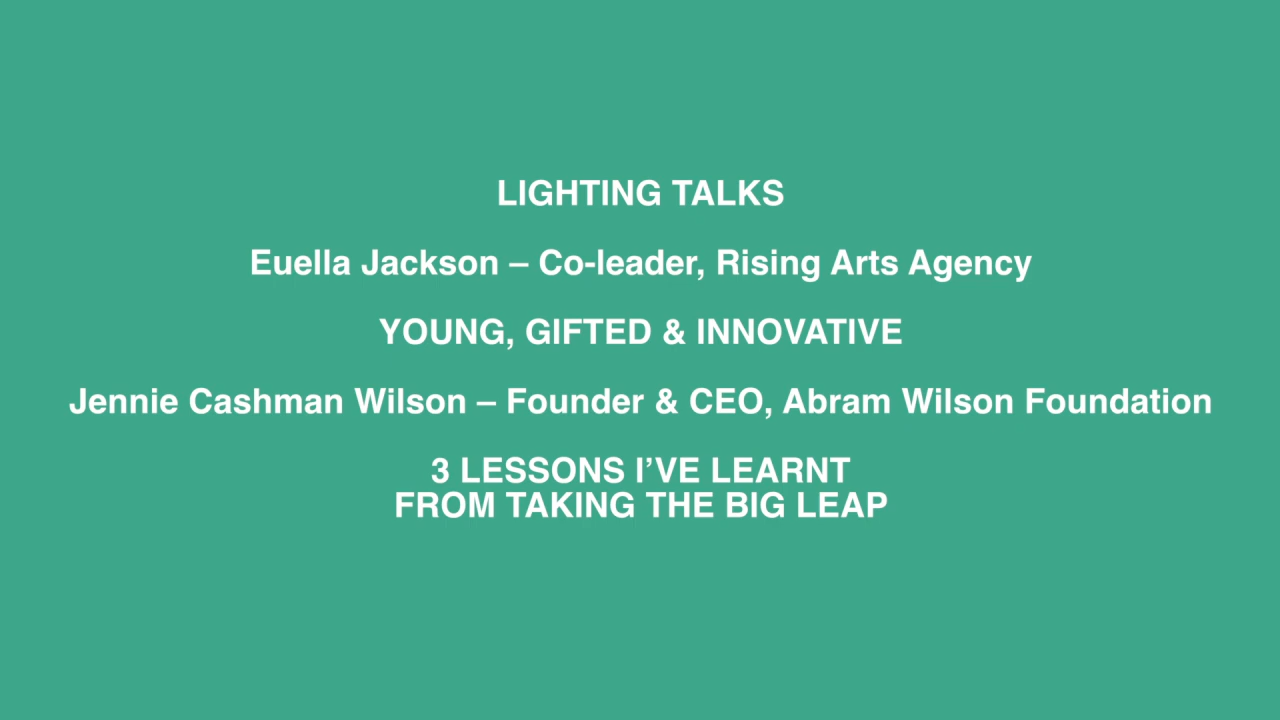 LIGHTING TALKS
Euella Jackson – Co-leader, Rising Arts Agency
YOUNG, GIFTED & INNOVATIVE
Jennie Cashman Wilson – Founder & CEO, Abram Wilson Foundation
3 LESSONS I’VE LEARNT
FROM TAKING THE BIG LEAP